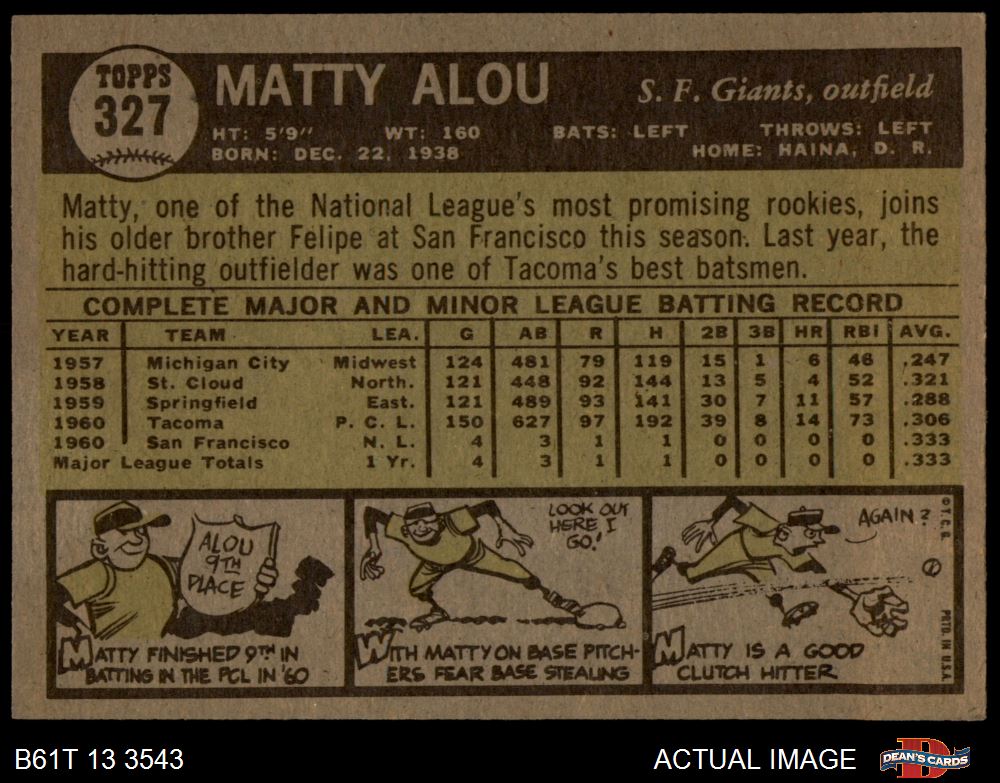 TOPPS
327
MATTY ALOU
S. F. Giants, outfield
HT: 5'9" WT: 160 BATS: LEFT THROWS: LEFT
BORN: DEC. 22, 1938 HOME: HAINA, D. R.
Matty, one of the National League's most promising rookies, joins
his older brother Felipe at San Francisco this season. Last year, the
hard-hitting outfielder was one of Tacoma's best batsmen.
COMPLETE MAJOR AND MINOR LEAGUE BATTING RECORD
YEAR TEAM LEA. G AB R H 2B 3B HR RBI AVG.
1957 Michigan City Midwest 124 481 79 119 15 1 6 46 .247
1958 St. Cloud North. 121 448 92 144 13 5 4 52 .321
1959 Springfield East. 121 489 93 141 30 7 11 57 .288
1960 Tacoma P. C. L. 150 627 97 192 39 8 14 73 .306
1960 San Francisco N. L. 4 3 1 1 0 0 0 0 .333
Major League Totals 1 Yr. 4 3 1 1 0 0 0 0 .333
ALOU
9TH
PLACE
MATTY FINISHED 9TH IN
BATTING IN THE PCL IN '60
LOOK OUT
HERE I
GO!
WITH MATTY ON BASE PITCH-
ERS FEAR BASE STEALING
AGAIN?
MATTY IS A GOOD
CLUTCH HITTER
© T. C. G.
PRTD. IN U.S.A.
B61T 13 3543
ACTUAL IMAGE
DEAN'S CARDS